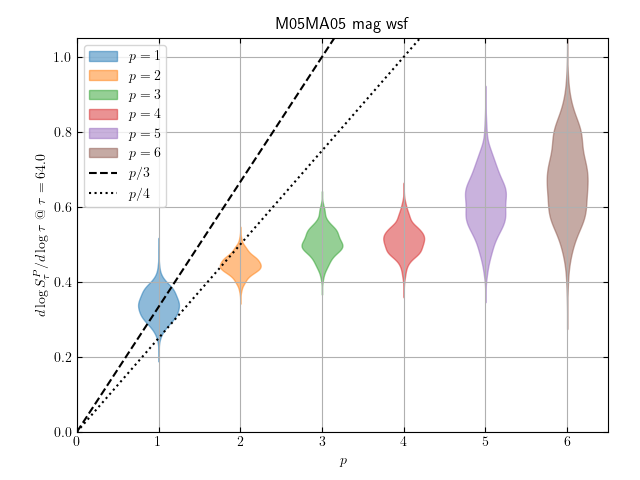 M05MA05 mag wsf
d log S_τ^P / d log τ @ τ = 64.0
1.0
0.8
0.6
0.4
0.2
0.0
p = 1
p = 2
p = 3
p = 4
p = 5
p = 6
p/3
p/4
0 1 2 3 4 5 6
p